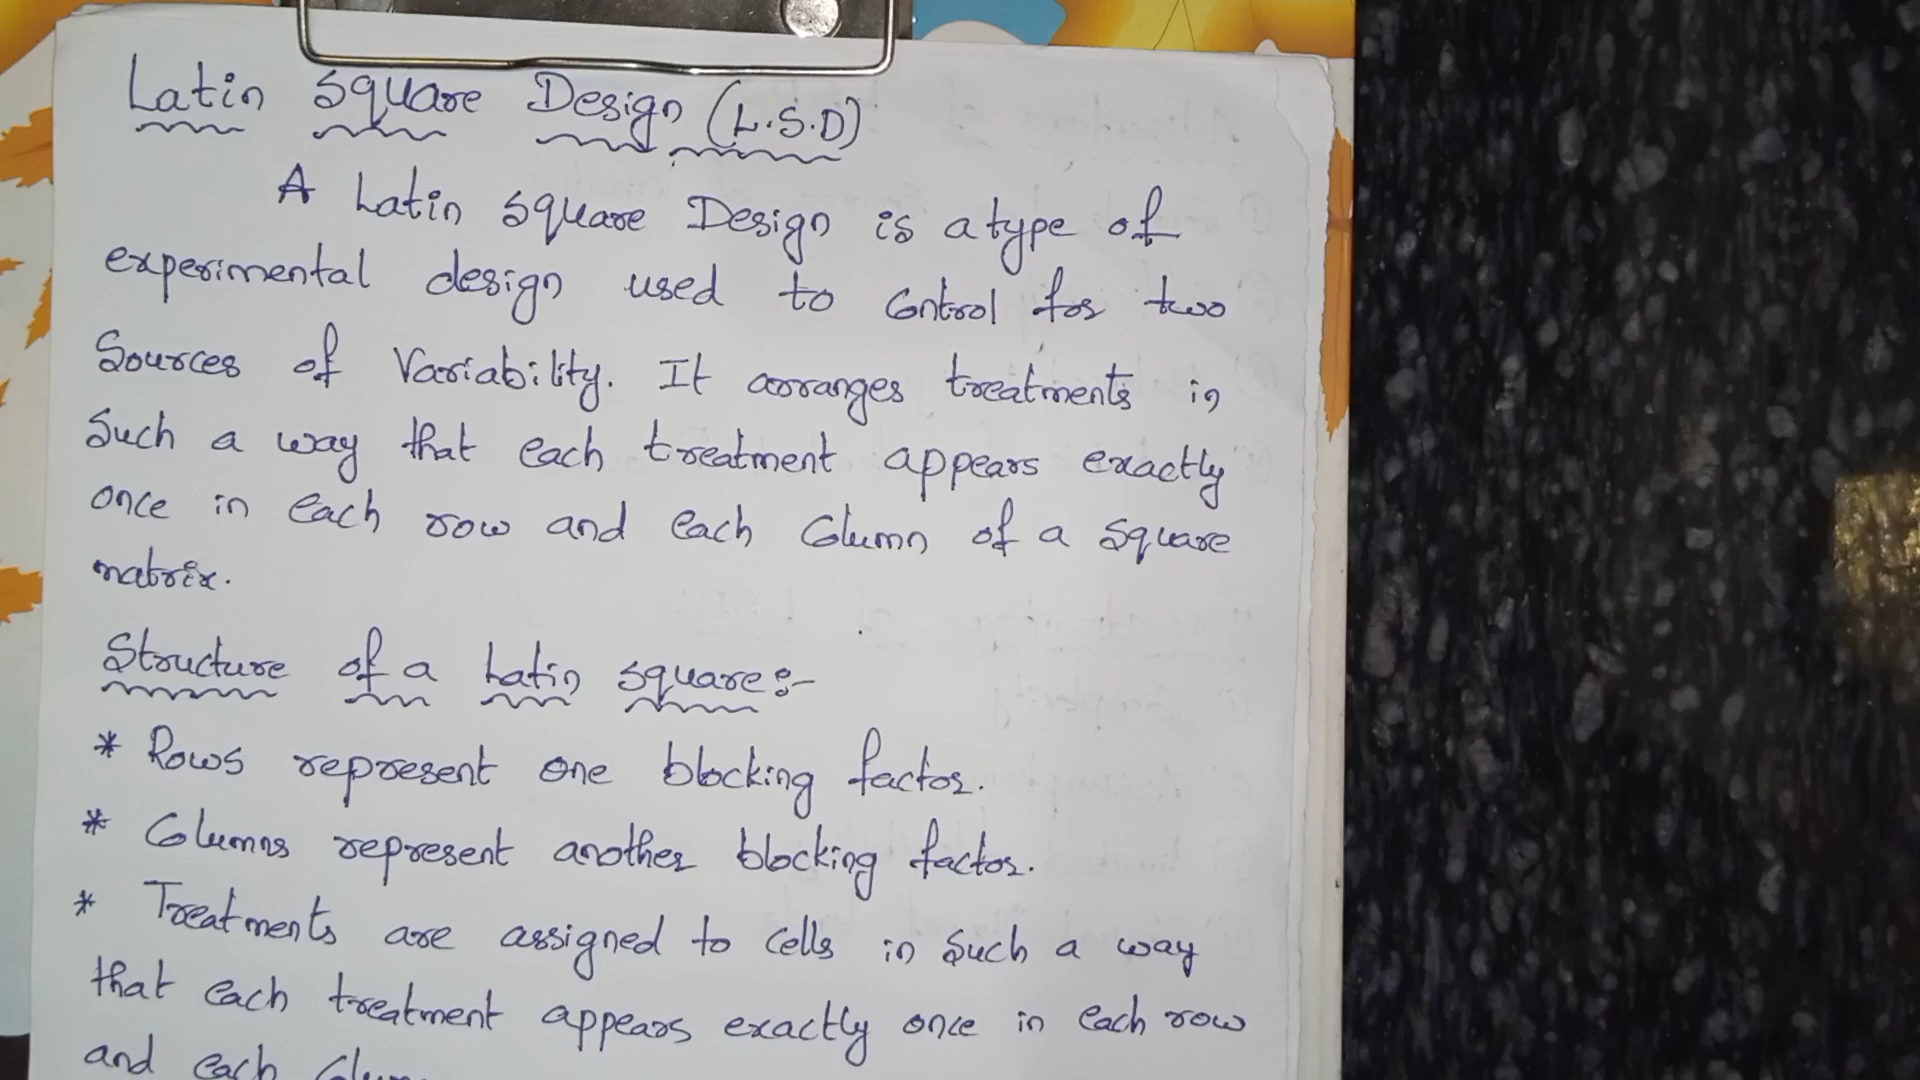 Latin Square Design (L.S.D)
A Latin Square Design is a type of
experimental design used to Control for two
Sources of Variability. It arranges treatments in
Such a way that each treatment appears exactly
once in each row and each Column of a square
matrix.
Structure of a Latin square:-
* Rows represent one blocking factor.
* Columns represent another blocking factor.
* Treatments are assigned to cells in such a way
that each treatment appears exactly once in each row
and each Colum